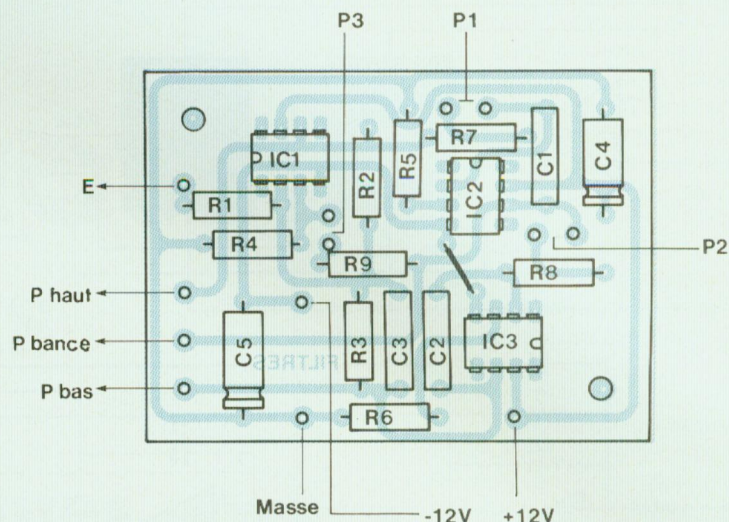 P3
P1
R7
IC1
R2
R5
C1
C4
IC2
E
R1
R4
P2
R9
R8
P haut
P bance
C5
R3
C3
C2
IC3
P bas
FILTRES
R6
Masse
-12V
+12V